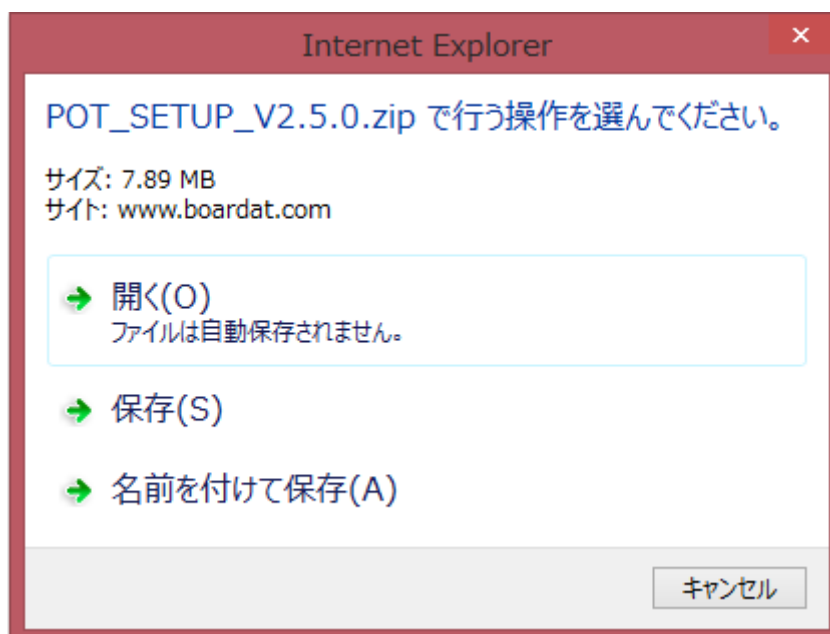 Internet Explorer
POT_SETUP_V2.5.0.zip で行う操作を選んでください。
サイズ: 7.89 MB
サイト: www.boardat.com
開く(O)
ファイルは自動保存されません。
保存(S)
名前を付けて保存(A)
キャンセル